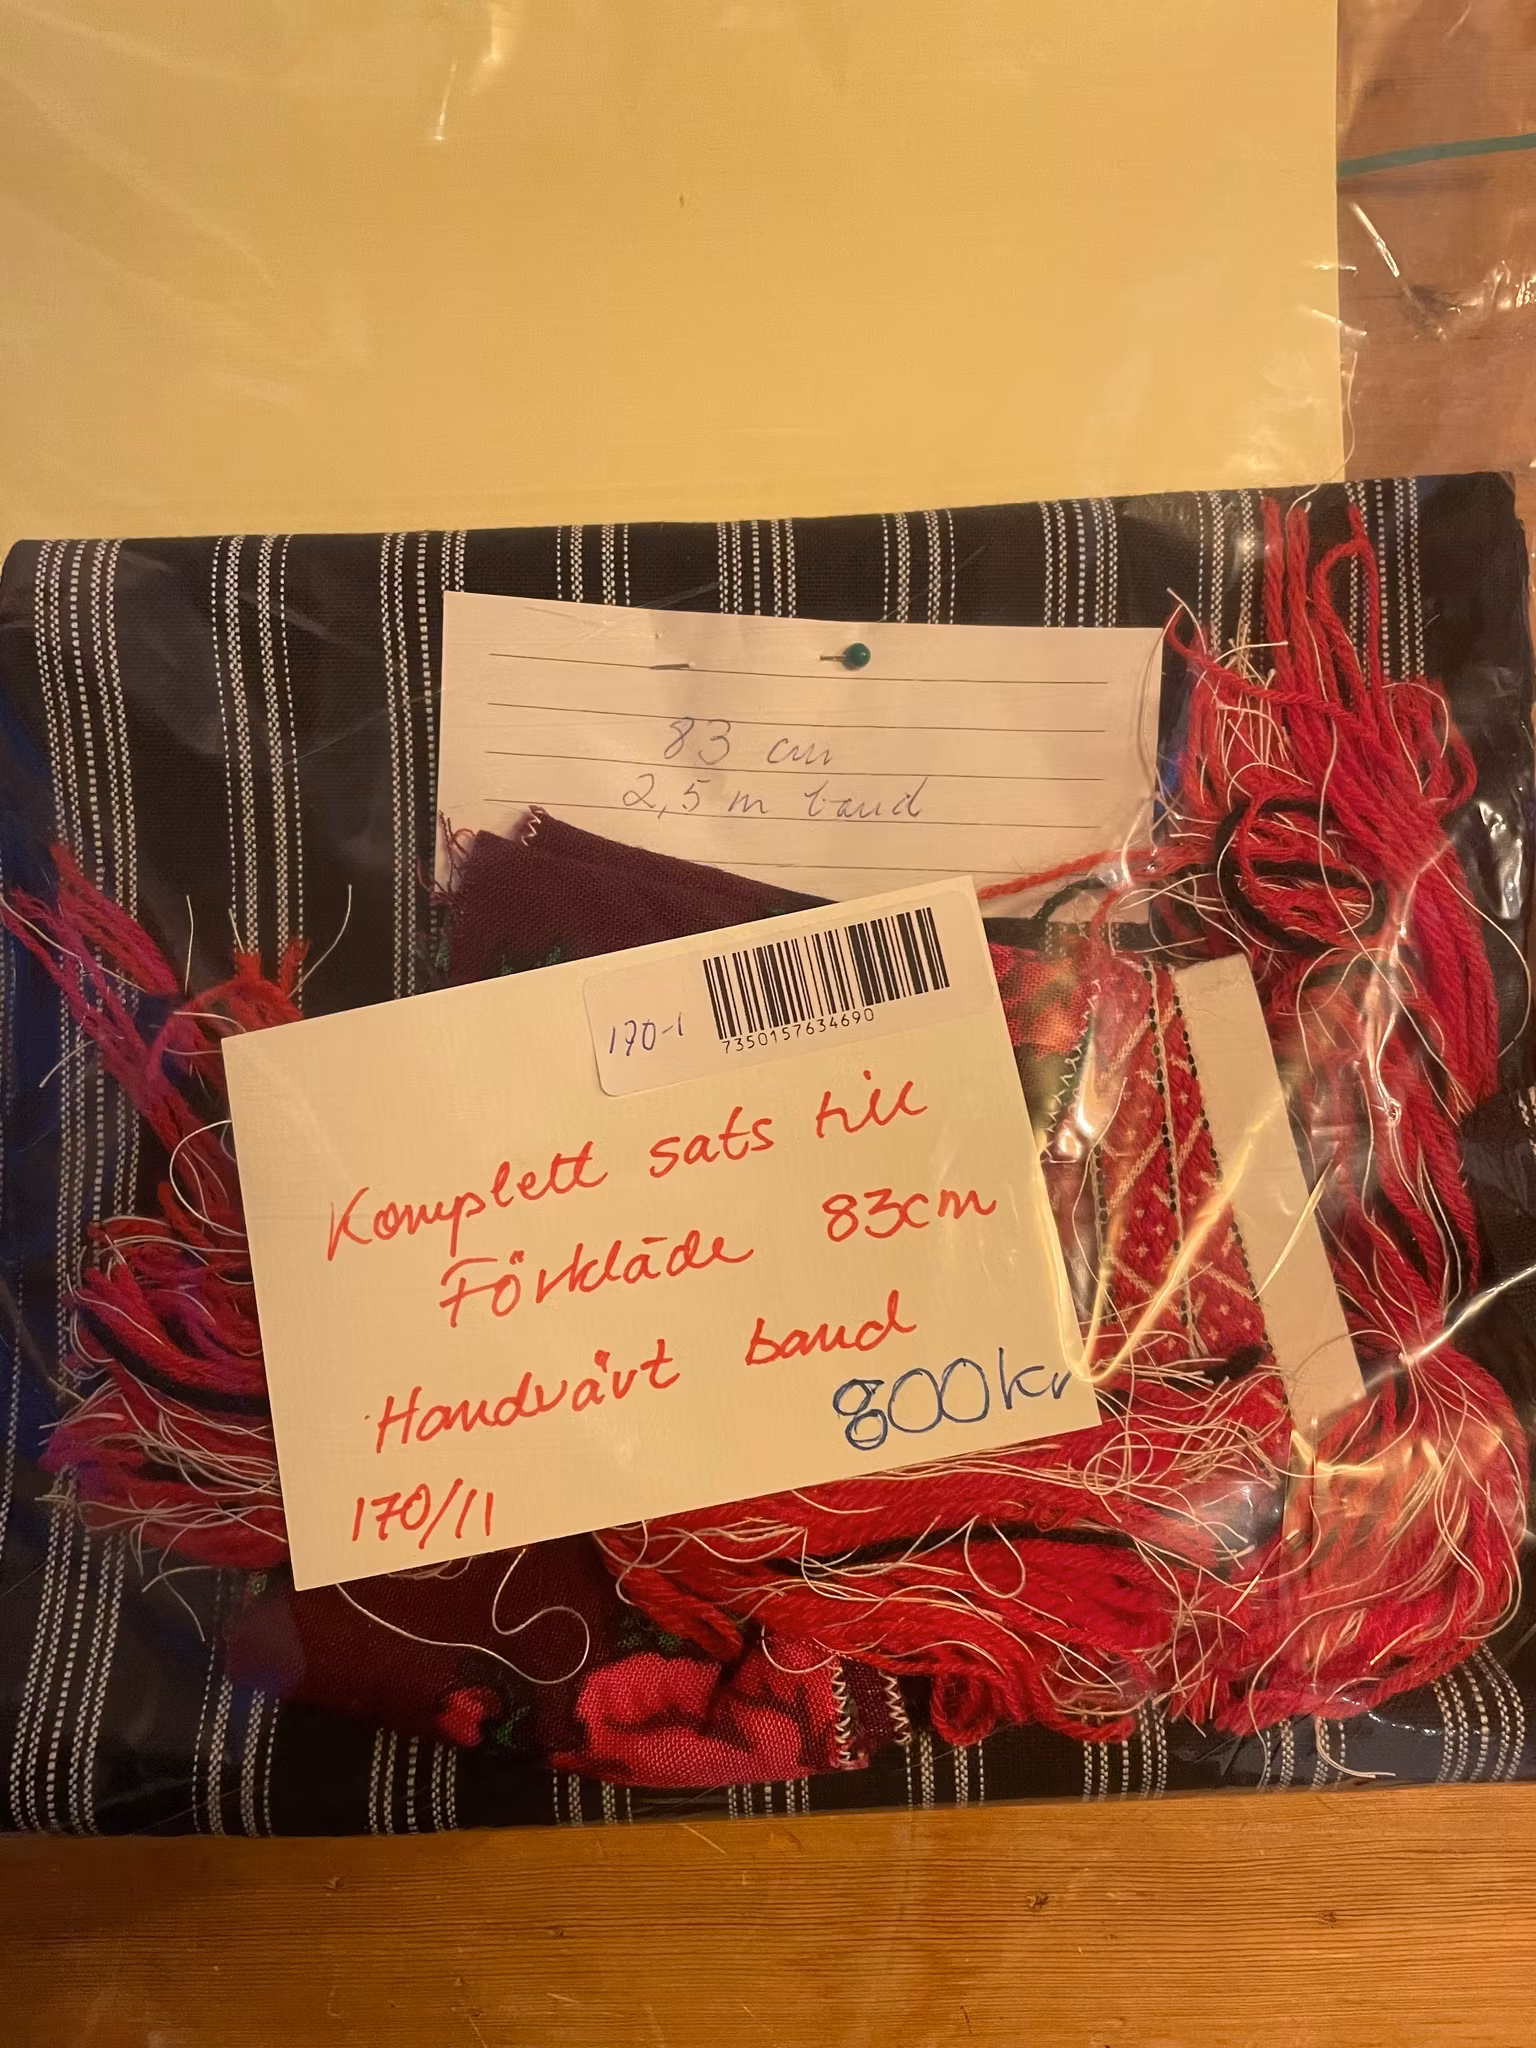 83 cm
2,5 m band
170-1
7350157634690
Komplett sats till
Förkläde 83cm
Handvävt band
800kr
170/11